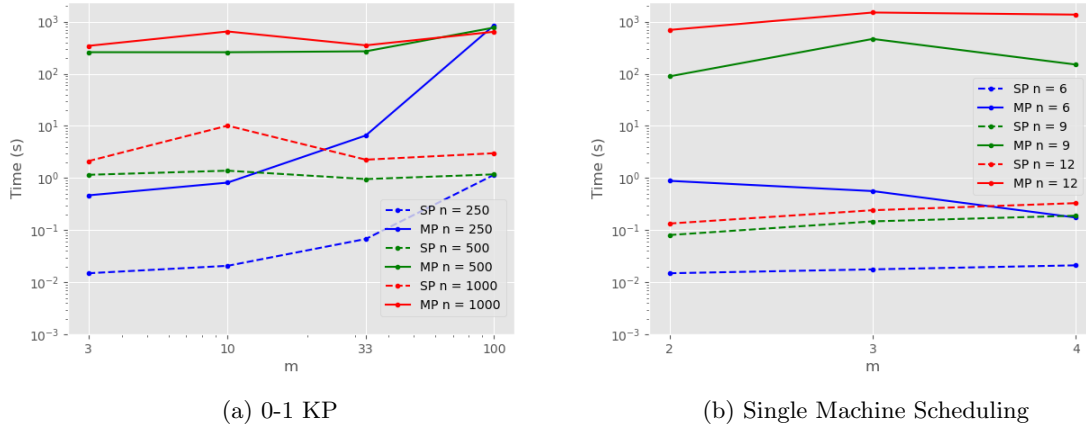 10³
10²
10¹
10⁰
10⁻¹
10⁻²
10⁻³
Time (s)
3
10
33
100
m
SP n = 250
MP n = 250
SP n = 500
MP n = 500
SP n = 1000
MP n = 1000
(a) 0-1 KP
10³
10²
10¹
10⁰
10⁻¹
10⁻²
10⁻³
Time (s)
2
3
4
m
SP n = 6
MP n = 6
SP n = 9
MP n = 9
SP n = 12
MP n = 12
(b) Single Machine Scheduling